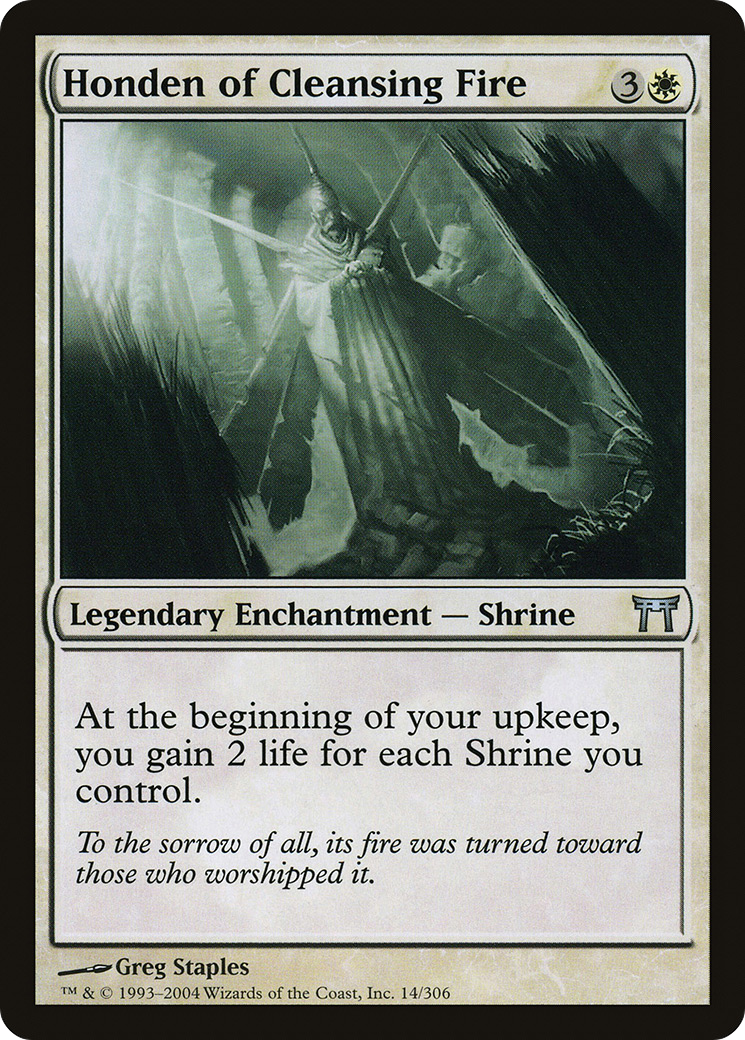 Honden of Cleansing Fire 3
Legendary Enchantment — Shrine
At the beginning of your upkeep,
you gain 2 life for each Shrine you
control.
To the sorrow of all, its fire was turned toward
those who worshipped it.
Greg Staples
™ & © 1993–2004 Wizards of the Coast, Inc. 14/306